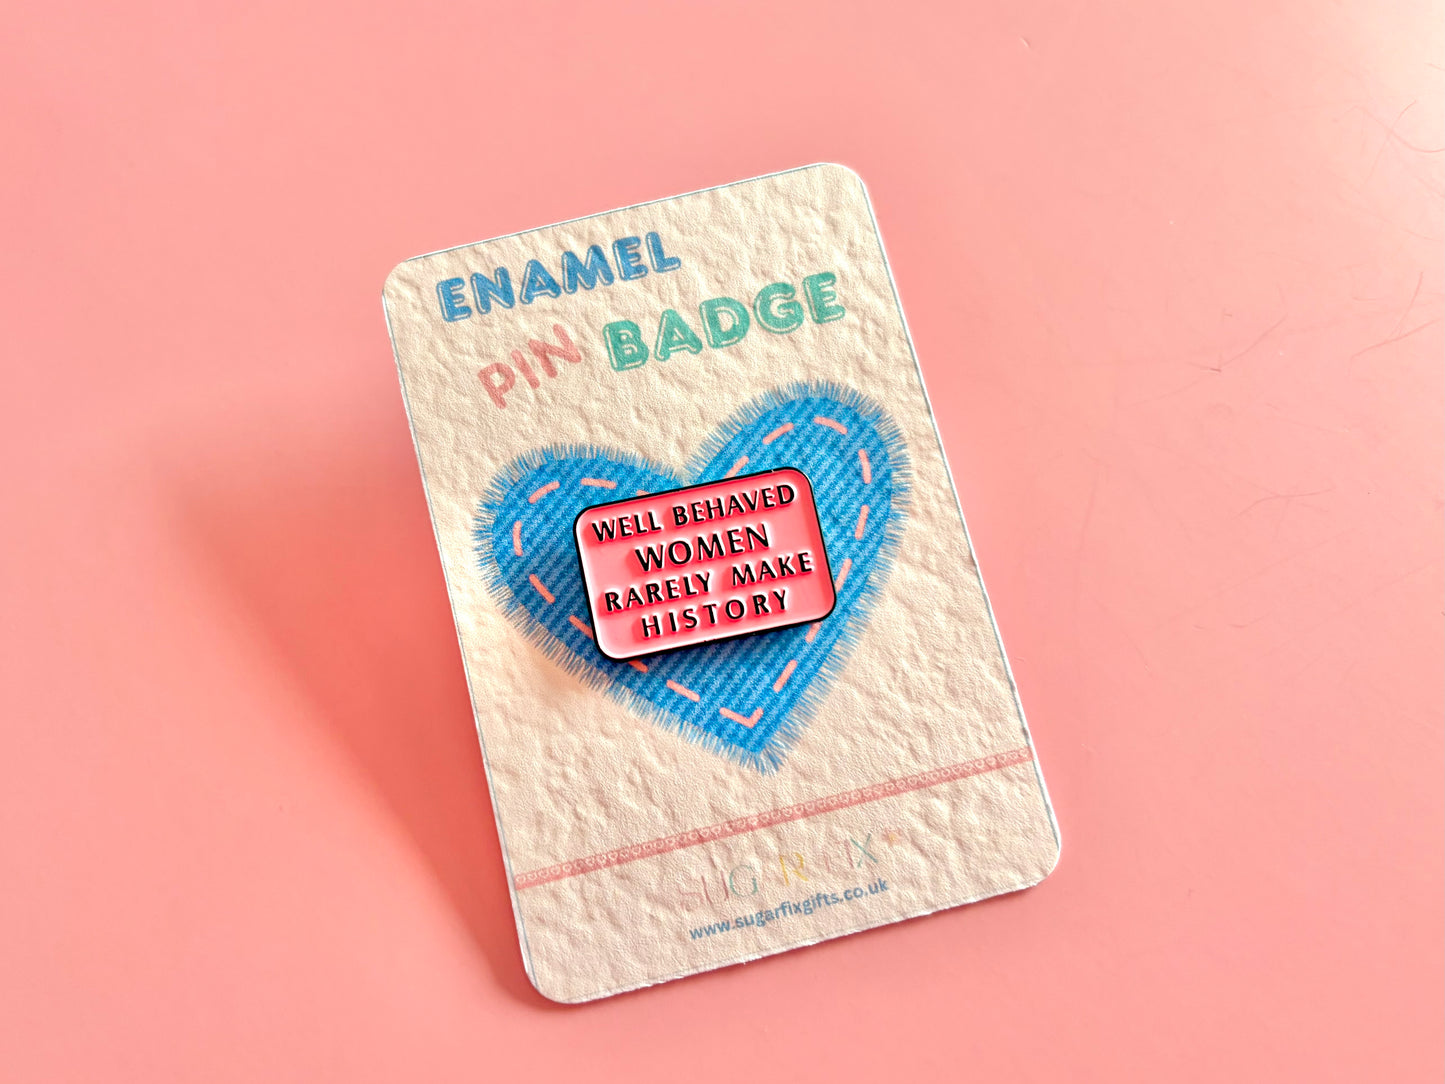 ENAMEL
PIN BADGE
WELL BEHAVED
WOMEN
RARELY MAKE
HISTORY
www.sugarfixgifts.co.uk